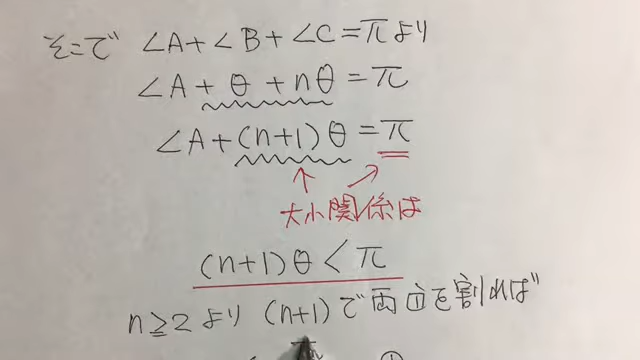 そこで ∠A+∠B+∠C=πより
∠A+θ+nθ=π
∠A+(n+1)θ=π
大小関係は
(n+1)θ<π
n≧2より (n+1)で両辺を割れば